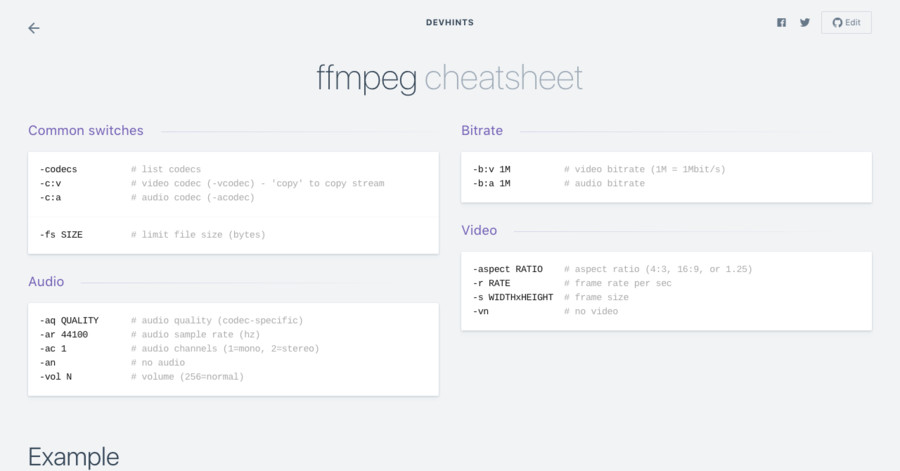 DEVHINTS
Edit
ffmpeg cheatsheet
Common switches
-codecs # list codecs
-c:v # video codec (-vcodec) - 'copy' to copy stream
-c:a # audio codec (-acodec)
-fs SIZE # limit file size (bytes)
Audio
-aq QUALITY # audio quality (codec-specific)
-ar 44100 # audio sample rate (hz)
-ac 1 # audio channels (1=mono, 2=stereo)
-an # no audio
-vol N # volume (256=normal)
Bitrate
-b:v 1M # video bitrate (1M = 1Mbit/s)
-b:a 1M # audio bitrate
Video
-aspect RATIO # aspect ratio (4:3, 16:9, or 1.25)
-r RATE # frame rate per sec
-s WIDTHxHEIGHT # frame size
-vn # no video
Example